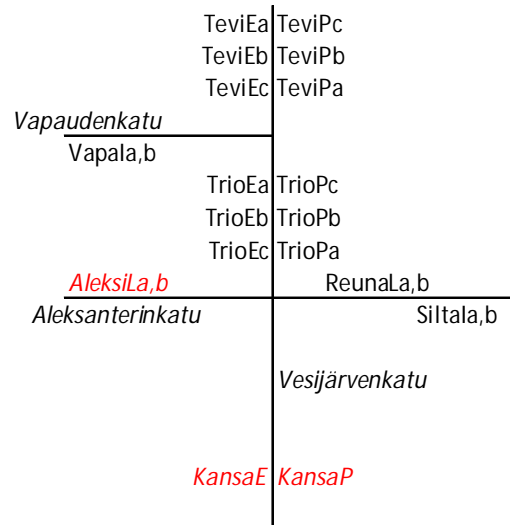 TeviEa TeviPc
TeviEb TeviPb
TeviEc TeviPa
Vapaudenkatu
Vapala,b
TrioEa TrioPc
TrioEb TrioPb
TrioEc TrioPa
AleksiLa,b ReunaLa,b
Aleksanterinkatu Siltala,b
Vesijärvenkatu
KansaE KansaP